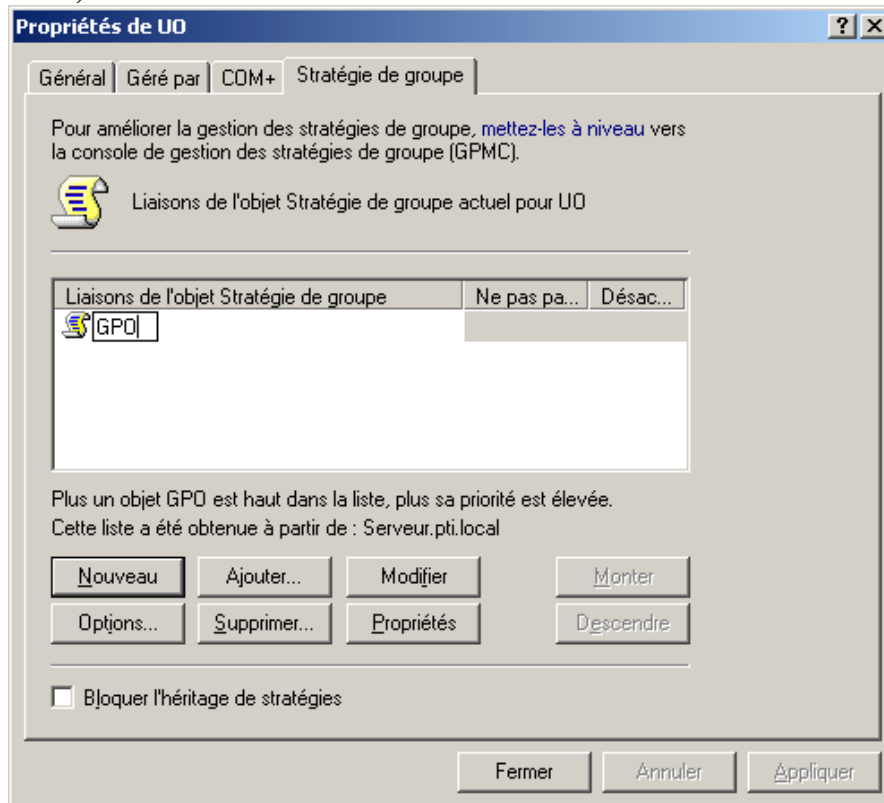 Propriétés de UO
Général Géré par COM+ Stratégie de groupe
Pour améliorer la gestion des stratégies de groupe, mettez-les à niveau vers
la console de gestion des stratégies de groupe (GPMC).
Liaisons de l'objet Stratégie de groupe actuel pour UO
Liaisons de l'objet Stratégie de groupe Ne pas pa... Désac...
GPO
Plus un objet GPO est haut dans la liste, plus sa priorité est élevée.
Cette liste a été obtenue à partir de : Serveur.pti.local
Nouveau Ajouter... Modifier Monter
Options... Supprimer... Propriétés Descendre
Bloquer l'héritage de stratégies
Fermer Annuler Appliquer